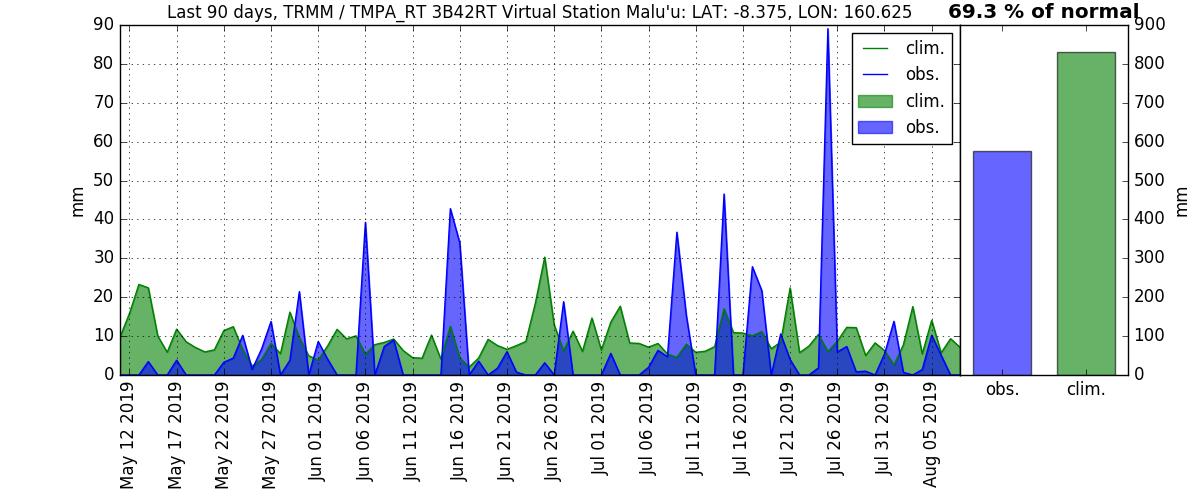 Last 90 days, TRMM / TMPA_RT 3B42RT Virtual Station Malu'u: LAT: -8.375, LON: 160.625
69.3 % of normal
90
80
70
60
50
40
30
20
10
0
mm
clim.
obs.
clim.
obs.
900
800
700
600
500
400
300
200
100
0
mm
May 12 2019
May 17 2019
May 22 2019
May 27 2019
Jun 01 2019
Jun 06 2019
Jun 11 2019
Jun 16 2019
Jun 21 2019
Jun 26 2019
Jul 01 2019
Jul 06 2019
Jul 11 2019
Jul 16 2019
Jul 21 2019
Jul 26 2019
Jul 31 2019
Aug 05 2019
obs.
clim.